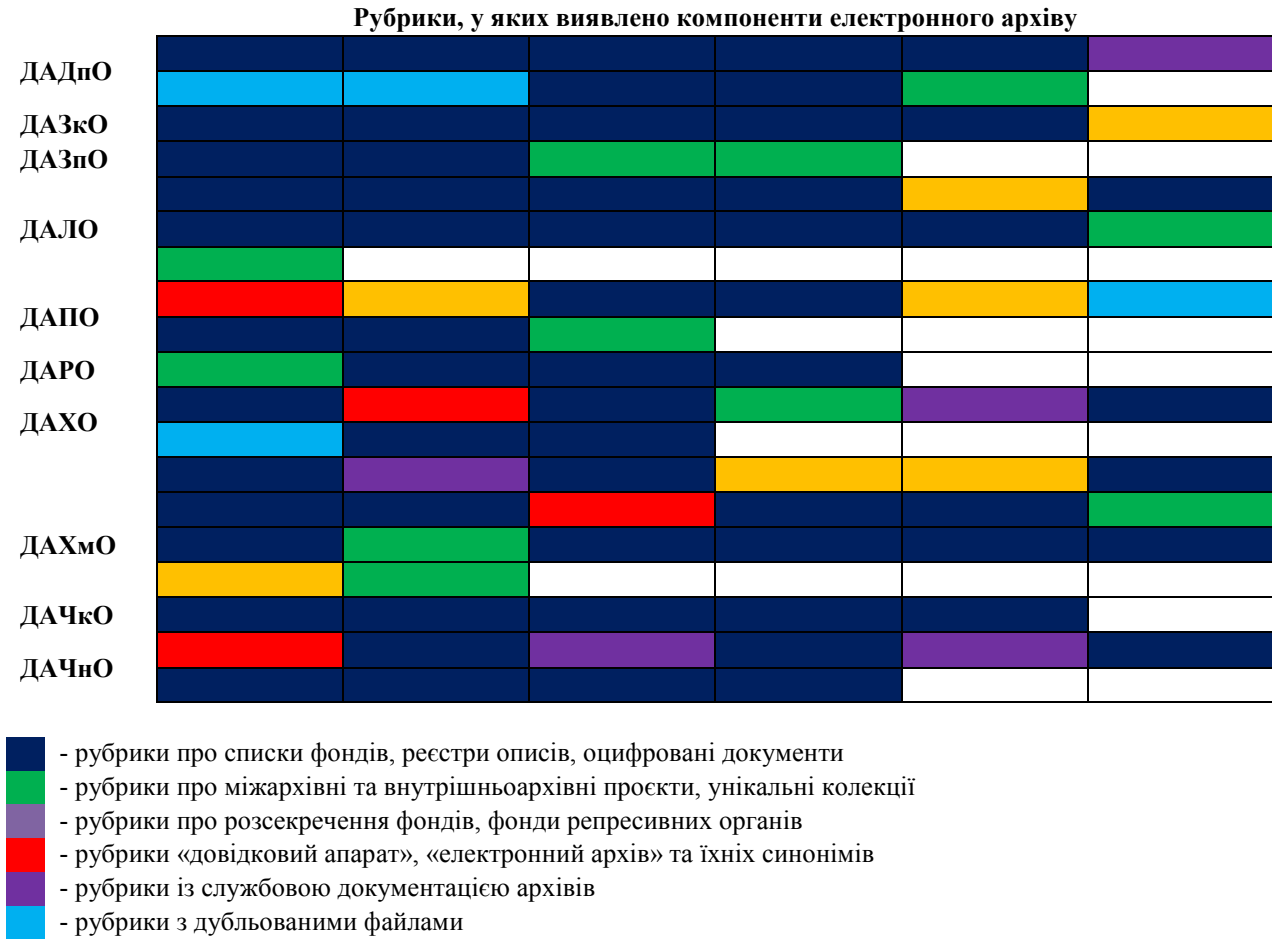 Рубрики, у яких виявлено компоненти електронного архіву
ДАДпО
ДАЗкО
ДАЗпО
ДАЛО
ДАПО
ДАРО
ДАХО
ДАХмО
ДАЧкО
ДАЧнО
- рубрики про списки фондів, реєстри описів, оцифровані документи
- рубрики про міжархівні та внутрішньоархівні проєкти, унікальні колекції
- рубрики про розсекречення фондів, фонди репресивних органів
- рубрики «довідковий апарат», «електронний архів» та їхніх синонімів
- рубрики із службовою документацією архівів
- рубрики з дубльованими файлами